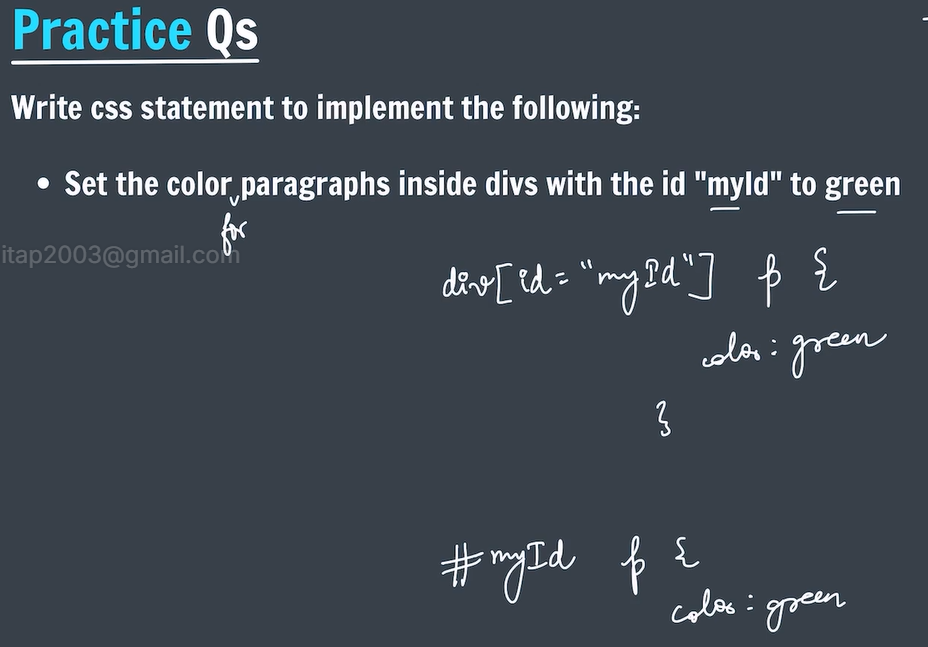 Practice Qs
Write css statement to implement the following:
• Set the color paragraphs inside divs with the id "myId" to green
for
itap2003@gmail.com
div[id="myId"] p {
color: green
}
#myId p {
color: green